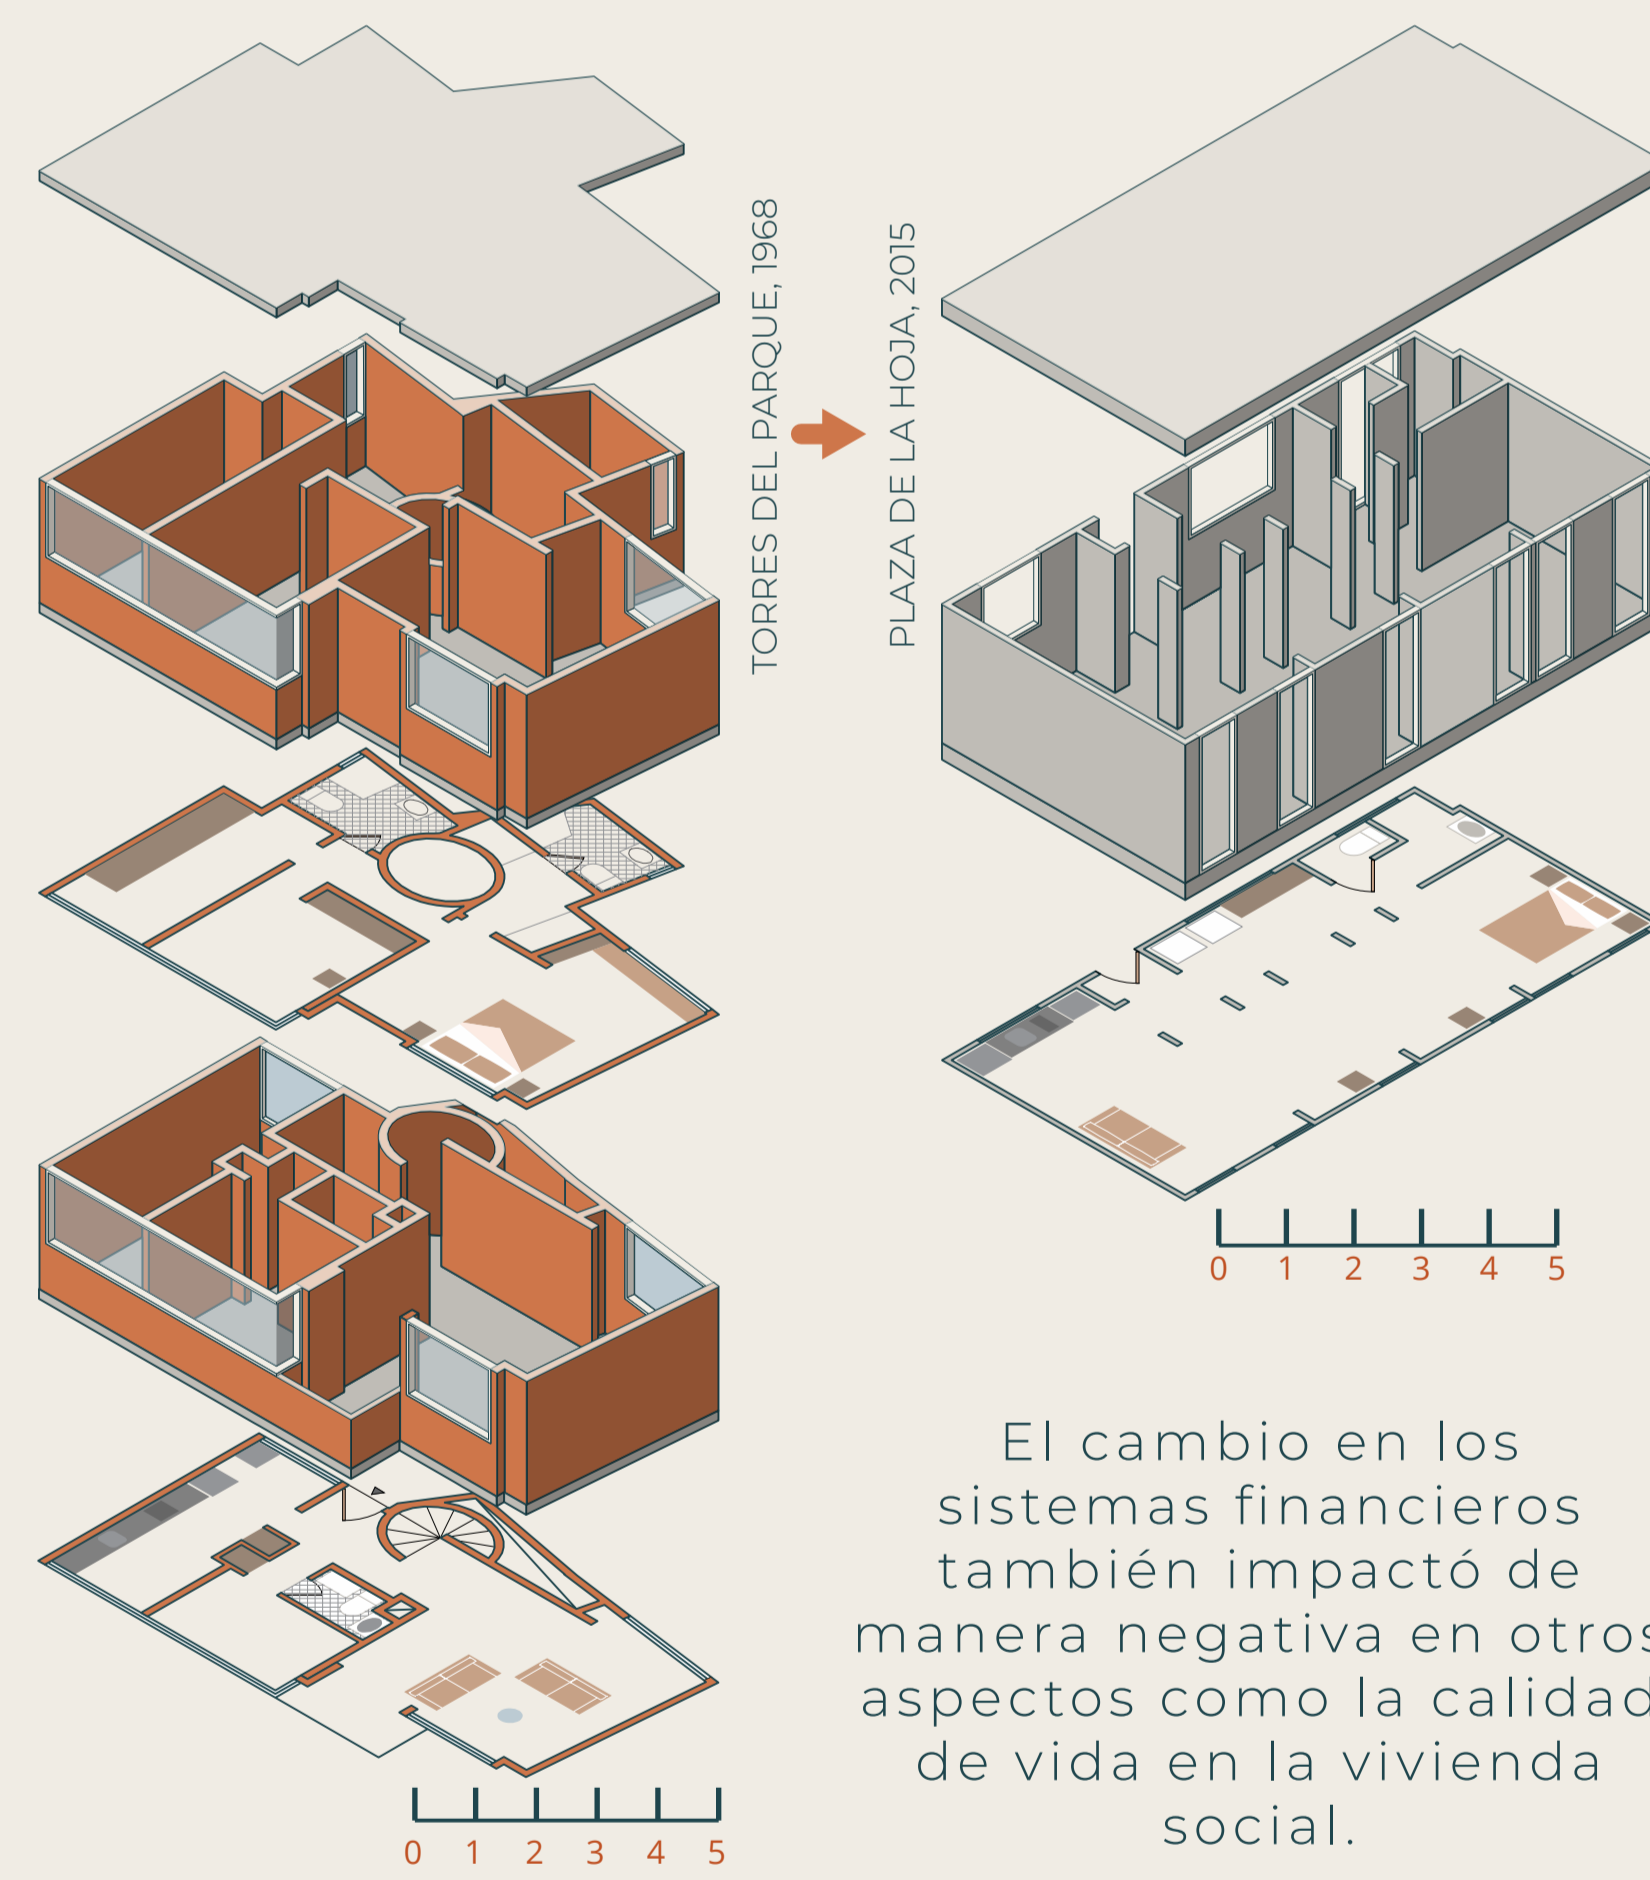 TORRES DEL PARQUE, 1968
PLAZA DE LA HOJA, 2015
0 1 2 3 4 5
El cambio en los
sistemas financieros
también impactó de
manera negativa en otros
aspectos como la calidad
de vida en la vivienda
social.
0 1 2 3 4 5